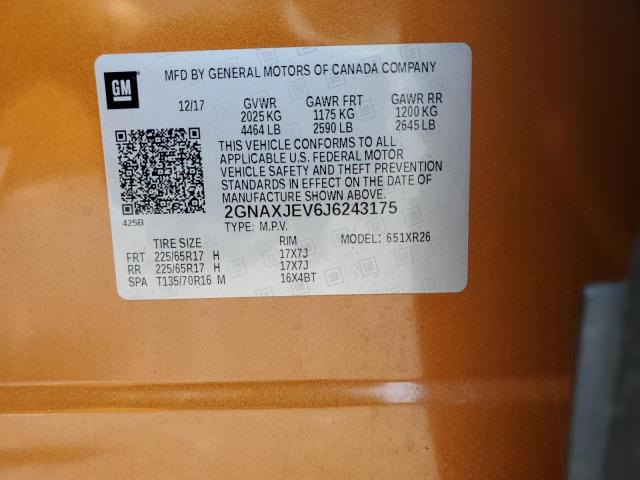 GM
MFD BY GENERAL MOTORS OF CANADA COMPANY
12/17 GVWR GAWR FRT GAWR RR
2025 KG 1175 KG 1200 KG
4464 LB 2590 LB 2645 LB
THIS VEHICLE CONFORMS TO ALL
APPLICABLE U.S. FEDERAL MOTOR
VEHICLE SAFETY AND THEFT PREVENTION
STANDARDS IN EFFECT ON THE DATE OF
MANUFACTURE SHOWN ABOVE.
425B
2GNAXJEV6J6243175
TYPE: M.P.V. MODEL: 651XR26
TIRE SIZE RIM
FRT 225/65R17 H 17X7J
RR 225/65R17 H 17X7J
SPA T135/70R16 M 16X4BT